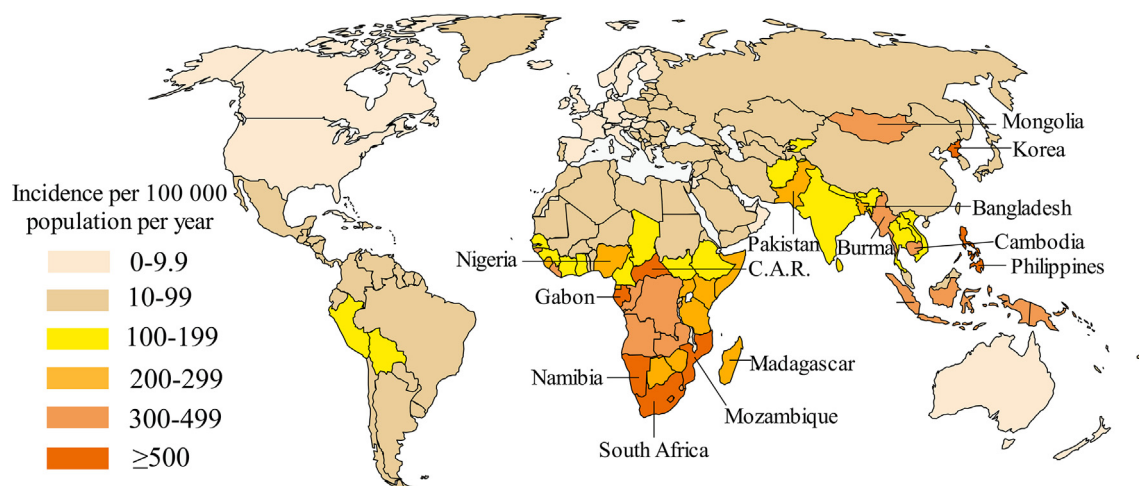 Incidence per 100 000
population per year
0-9.9
10-99
100-199
200-299
300-499
≥500
Mongolia
Korea
Bangladesh
Pakistan
Burma
Cambodia
Philippines
Nigeria
C.A.R.
Gabon
Madagascar
Namibia
Mozambique
South Africa